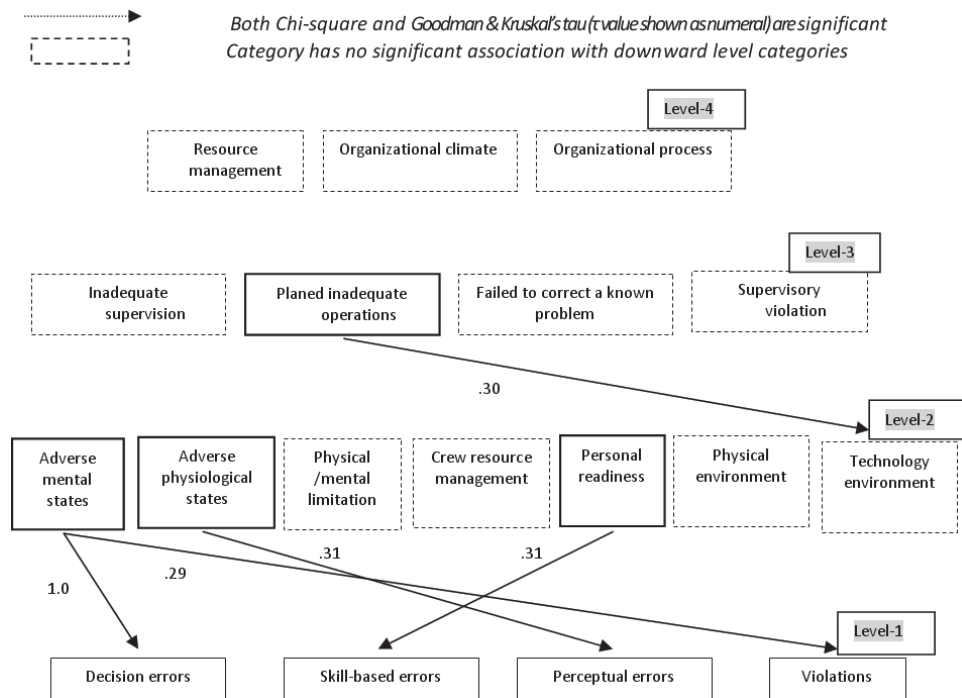 Both Chi-square and Goodman & Kruskal's tau (τ value shown as numeral) are significant
Category has no significant association with downward level categories
Level-4
Resource
management
Organizational climate
Organizational process
Level-3
Inadequate
supervision
Planed inadequate
operations
Failed to correct a known
problem
Supervisory
violation
.30
Level-2
Adverse
mental
states
Adverse
physiological
states
Physical
/mental
limitation
Crew resource
management
Personal
readiness
Physical
environment
Technology
environment
1.0
.29
.31
.31
Level-1
Decision errors
Skill-based errors
Perceptual errors
Violations